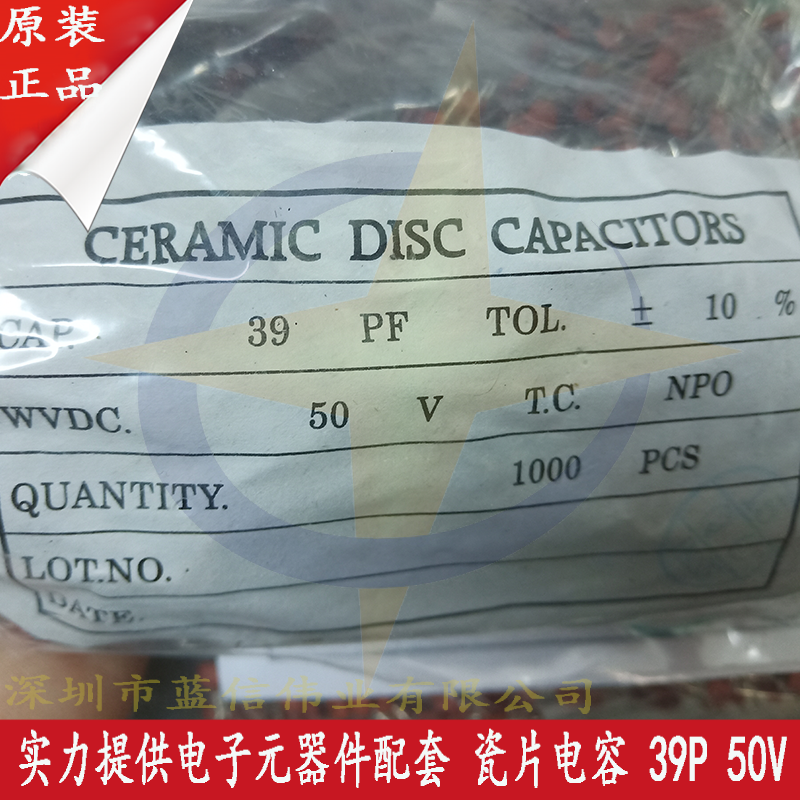 原装
正品
CERAMIC DISC CAPACITORS
CAP. 39 PF TOL. ± 10 %
WVDC. 50 V T.C. NPO
QUANTITY. 1000 PCS
LOT.NO.
DATE.
深圳市蓝信伟业有限公司
实力提供电子元器件配套 瓷片电容 39P 50V